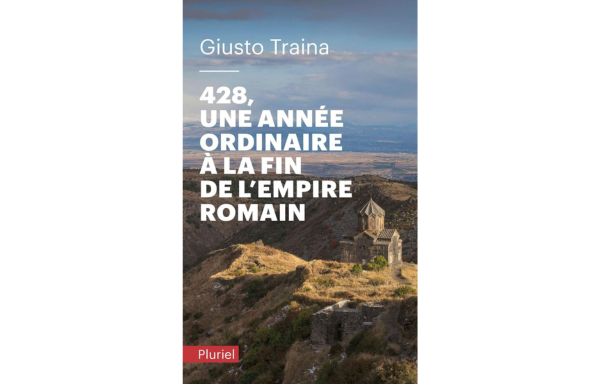 Giusto Traina
428,
UNE ANNÉE
ORDINAIRE
À LA FIN
DE L'EMPIRE
ROMAIN
Pluriel